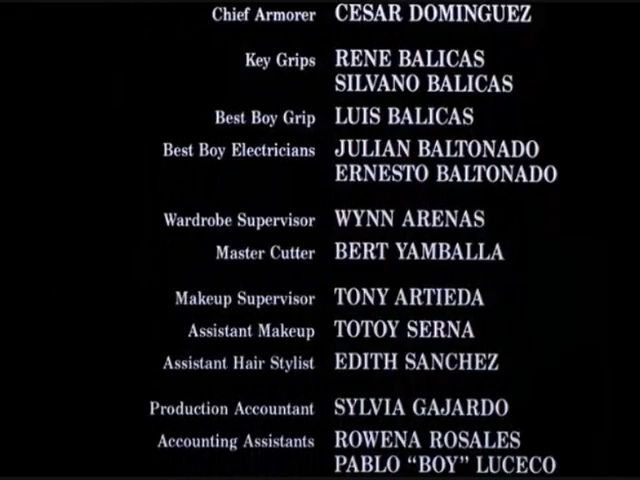 Chief Armorer CESAR DOMINGUEZ
Key Grips RENE BALICAS
SILVANO BALICAS
Best Boy Grip LUIS BALICAS
Best Boy Electricians JULIAN BALTONADO
ERNESTO BALTONADO
Wardrobe Supervisor WYNN ARENAS
Master Cutter BERT YAMBALLA
Makeup Supervisor TONY ARTIEDA
Assistant Makeup TOTOY SERNA
Assistant Hair Stylist EDITH SANCHEZ
Production Accountant SYLVIA GAJARDO
Accounting Assistants ROWENA ROSALES
PABLO “BOY” LUCECO